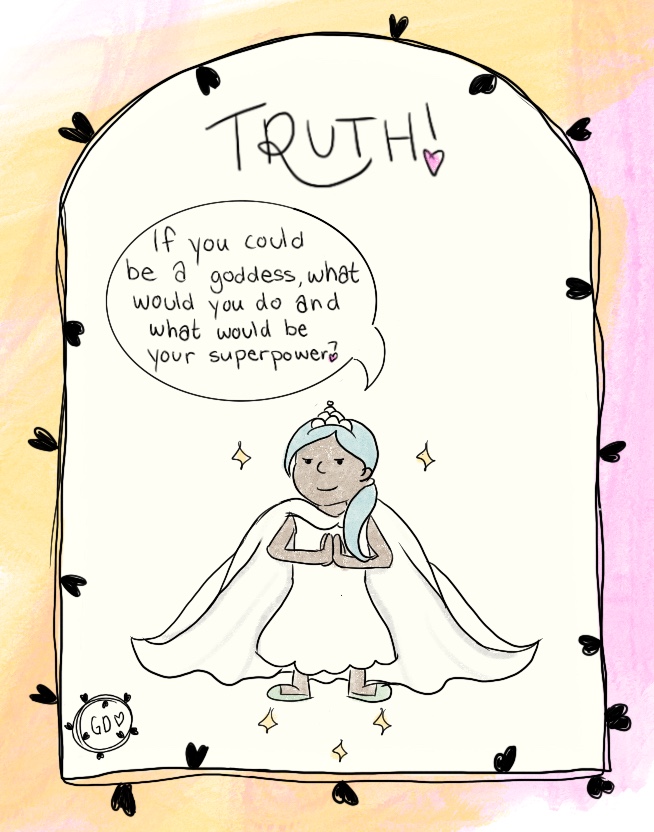 TRUTH!
If you could
be a goddess, what
would you do and
what would be
your superpower?
GD